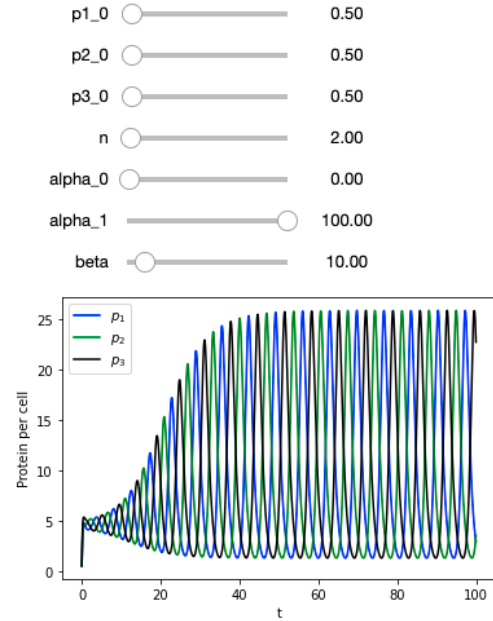 p1_0 0.50
p2_0 0.50
p3_0 0.50
n 2.00
alpha_0 0.00
alpha_1 100.00
beta 10.00
p₁
p₂
p₃
Protein per cell
25
20
15
10
5
0
0 20 40 60 80 100
t